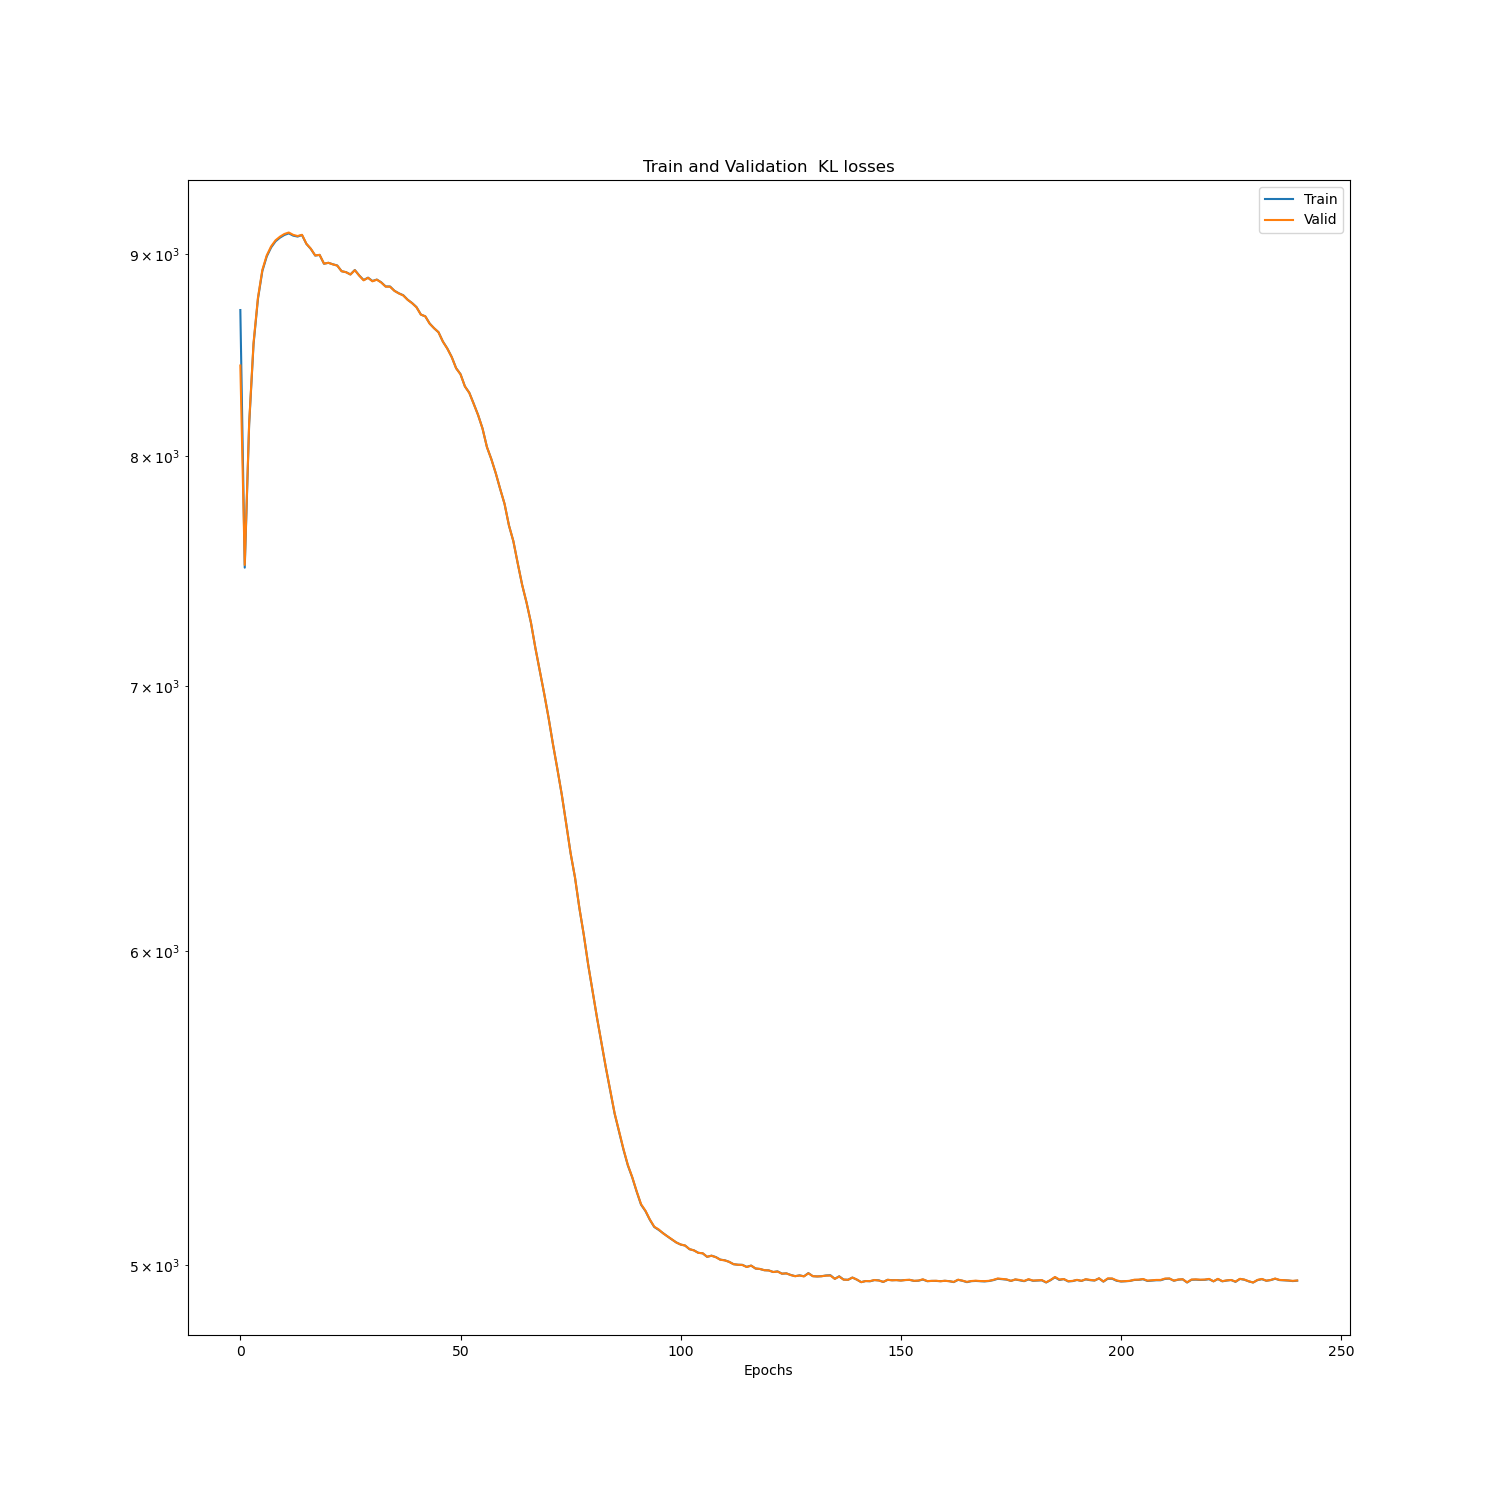 Train and Validation  KL losses
Train
Valid
9 × 10³
8 × 10³
7 × 10³
6 × 10³
5 × 10³
0 50 100 150 200 250
Epochs